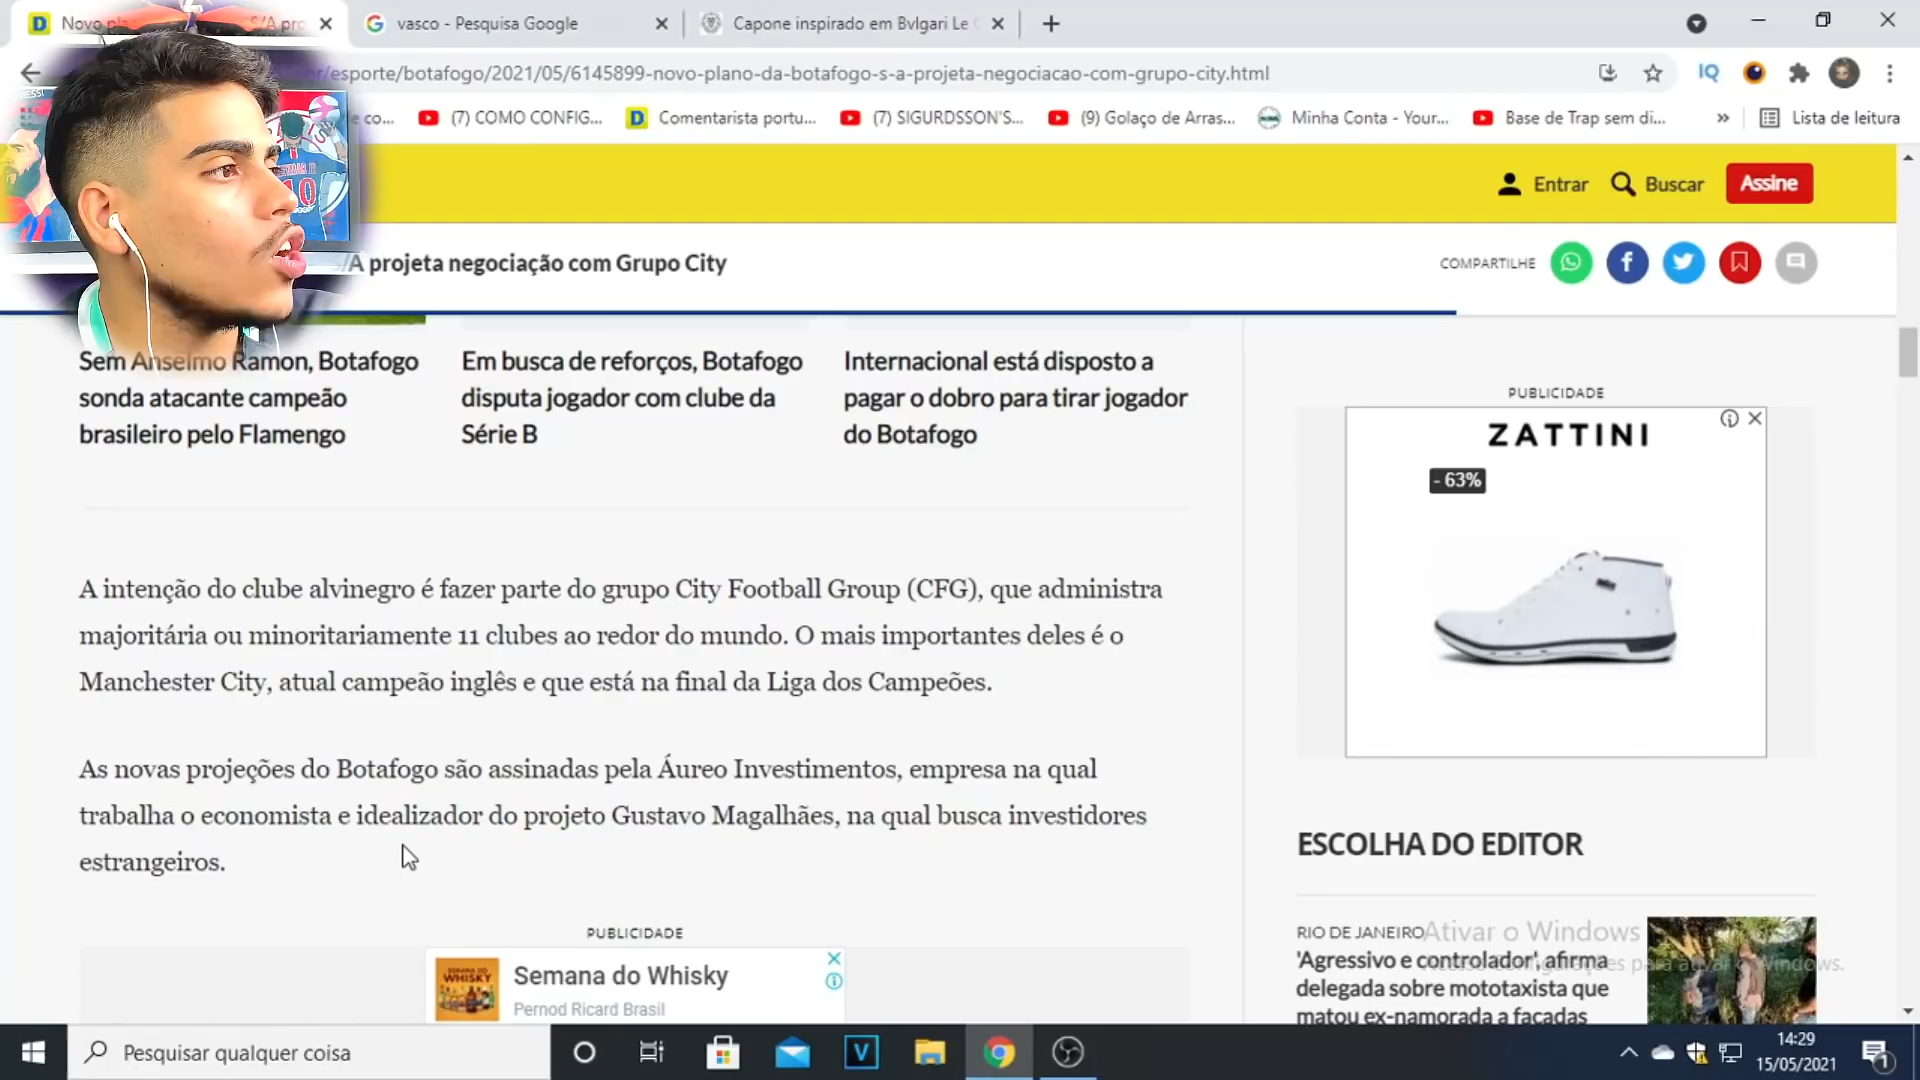 Novo pla
S/A pro
vasco - Pesquisa Google
Capone inspirado em Bvlgari Le
br/esporte/botafogo/2021/05/6145899-novo-plano-da-botafogo-s-a-projeta-negociacao-com-grupo-city.html
IQ
de co...
(7) COMO CONFIG...
D
Comentarista portu...
(7) SIGURDSSON'S...
(9) Golaço de Arras...
Minha Conta - Your...
Base de Trap sem di...
»
Lista de leitura
Entrar
Buscar
Assine
/A projeta negociação com Grupo City
COMPARTILHE
Sem Anselmo Ramon, Botafogo
sonda atacante campeão
brasileiro pelo Flamengo
Em busca de reforços, Botafogo
disputa jogador com clube da
Série B
Internacional está disposto a
pagar o dobro para tirar jogador
do Botafogo
PUBLICIDADE
ZATTINI
- 63%
A intenção do clube alvinegro é fazer parte do grupo City Football Group (CFG), que administra
majoritária ou minoritariamente 11 clubes ao redor do mundo. O mais importantes deles é o
Manchester City, atual campeão inglês e que está na final da Liga dos Campeões.
As novas projeções do Botafogo são assinadas pela Áureo Investimentos, empresa na qual
trabalha o economista e idealizador do projeto Gustavo Magalhães, na qual busca investidores
estrangeiros.
PUBLICIDADE
SEMANA DO
WHISKY
Semana do Whisky
Pernod Ricard Brasil
ESCOLHA DO EDITOR
RIO DE JANEIRO
'Agressivo e controlador', afirma
delegada sobre mototaxista que
matou ex-namorada a facadas
Ativar o Windows
Pesquisar qualquer coisa
V
14:29
15/05/2021
1